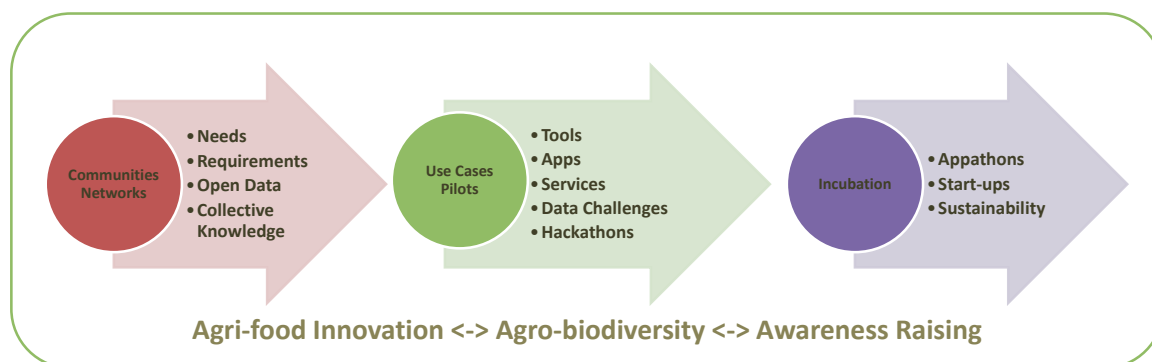 Communities
Networks
• Needs
• Requirements
• Open Data
• Collective
Knowledge
Use Cases
Pilots
• Tools
• Apps
• Services
• Data Challenges
• Hackathons
Incubation
• Appathons
• Start-ups
• Sustainability
Agri-food Innovation <-> Agro-biodiversity <-> Awareness Raising